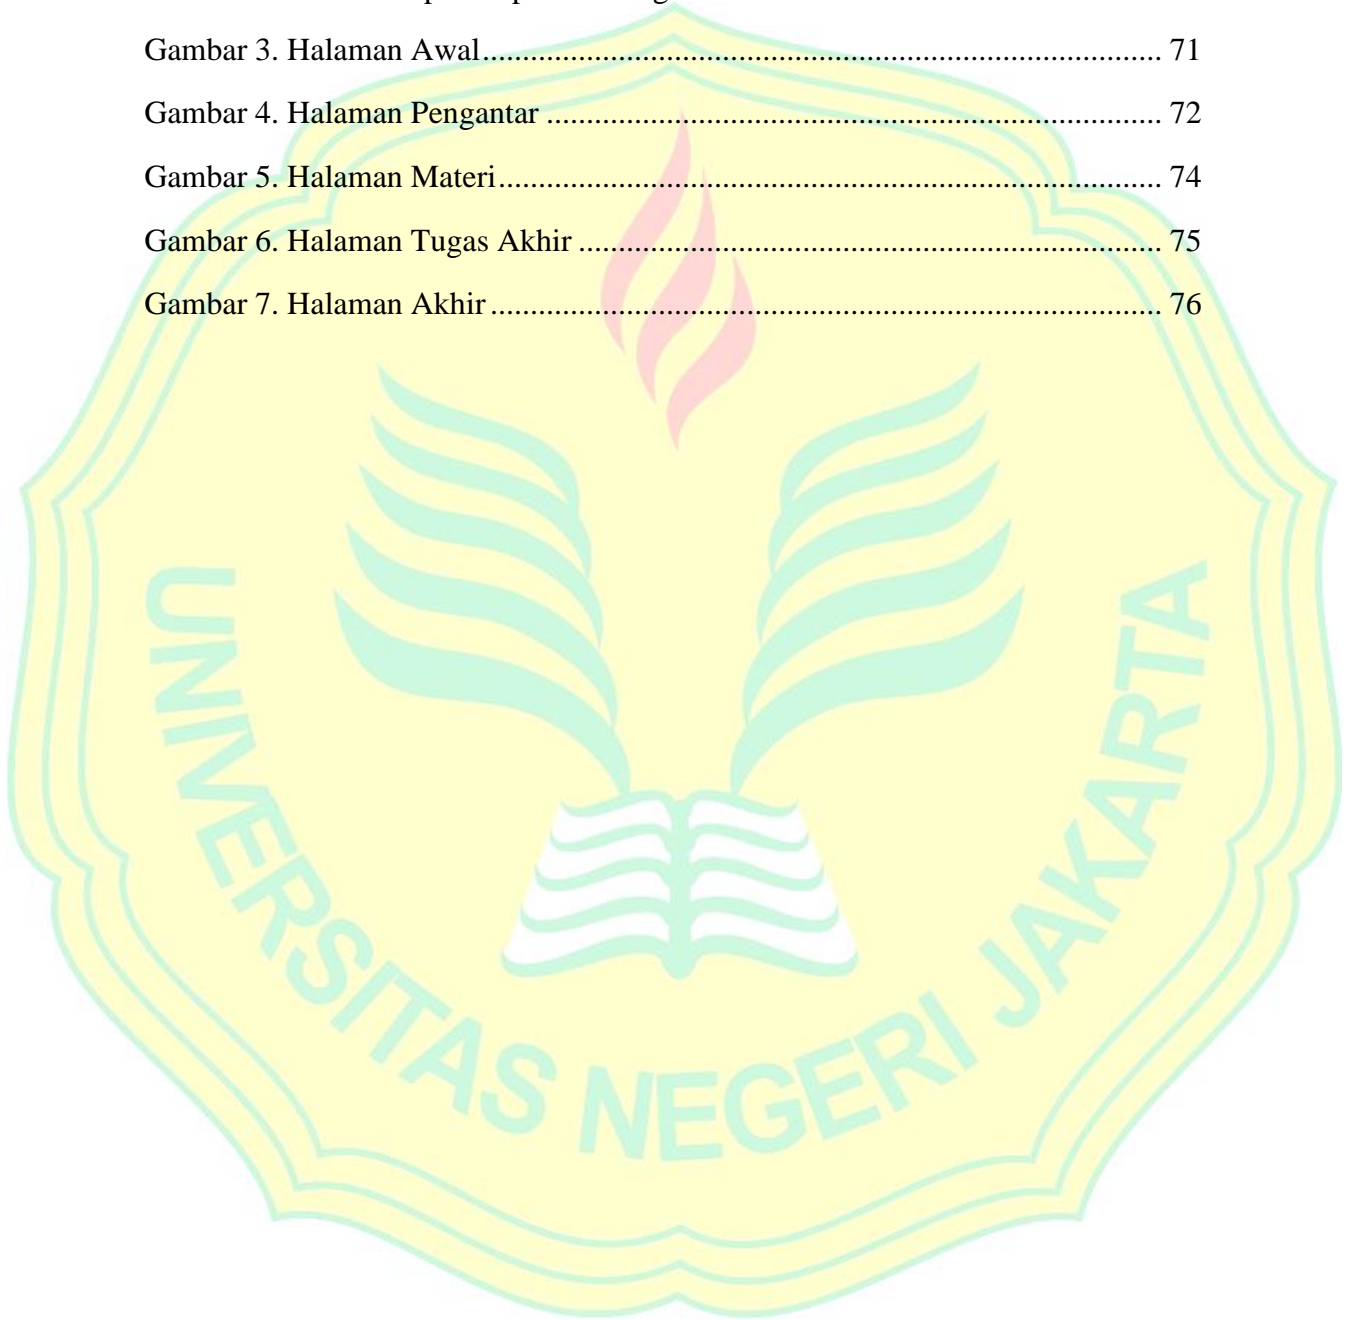 Gambar 3. Halaman Awal.................................................................................... 71
Gambar 4. Halaman Pengantar ............................................................................ 72
Gambar 5. Halaman Materi.................................................................................. 74
Gambar 6. Halaman Tugas Akhir ........................................................................ 75
Gambar 7. Halaman Akhir ................................................................................... 76
UNIVERSITAS NEGERI JAKARTA